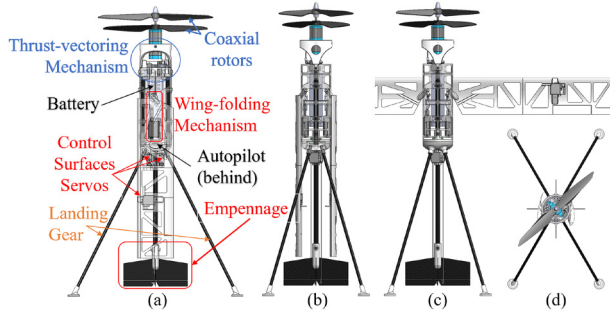 Thrust-vectoring
Mechanism
Coaxial
rotors
Battery
Wing-folding
Mechanism
Control
Surfaces
Servos
Autopilot
(behind)
Landing
Gear
Empennage
(a)
(b)
(c)
(d)